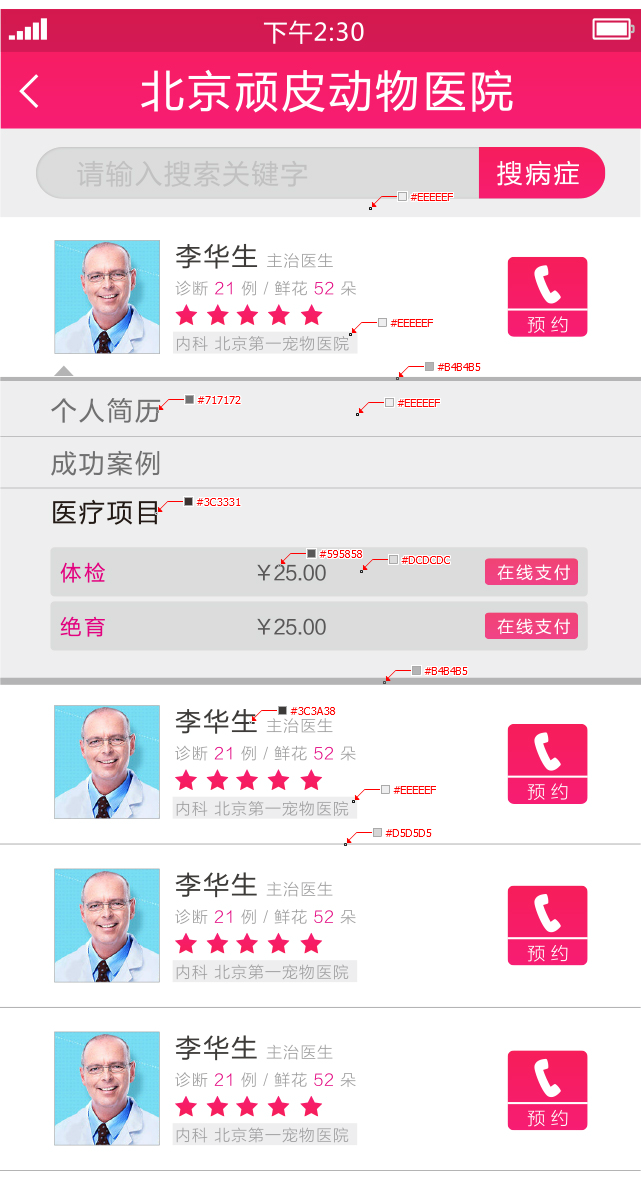 下午2:30
北京顽皮动物医院
请输入搜索关键字 搜病症
#EEEEEF
李华生 主治医生
诊断 21 例 / 鲜花 52 朵
预约
#EEEEEF
内科 北京第一宠物医院
#B4B4B5
个人简历 #717172 #EEEEEF
成功案例
医疗项目 #3C3331
#595858 #DCDCDC
体检 ¥25.00 在线支付
绝育 ¥25.00 在线支付
#B4B4B5
李华生 #3C3A38
主治医生
诊断 21 例 / 鲜花 52 朵
预约
#EEEEEF
内科 北京第一宠物医院
#D5D5D5
李华生 主治医生
诊断 21 例 / 鲜花 52 朵
预约
内科 北京第一宠物医院
李华生 主治医生
诊断 21 例 / 鲜花 52 朵
预约
内科 北京第一宠物医院